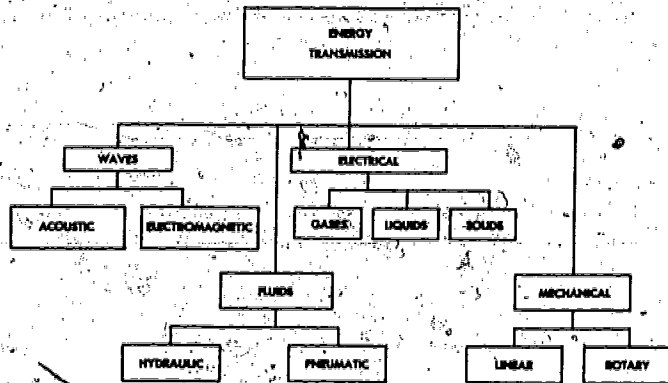 ENERGY
TRANSMISSION
WAVES
ELECTRICAL
ACOUSTIC
ELECTROMAGNETIC
GASES
LIQUIDS
SOLIDS
FLUIDS
MECHANICAL
HYDRAULIC
PNEUMATIC
LINEAR
ROTARY